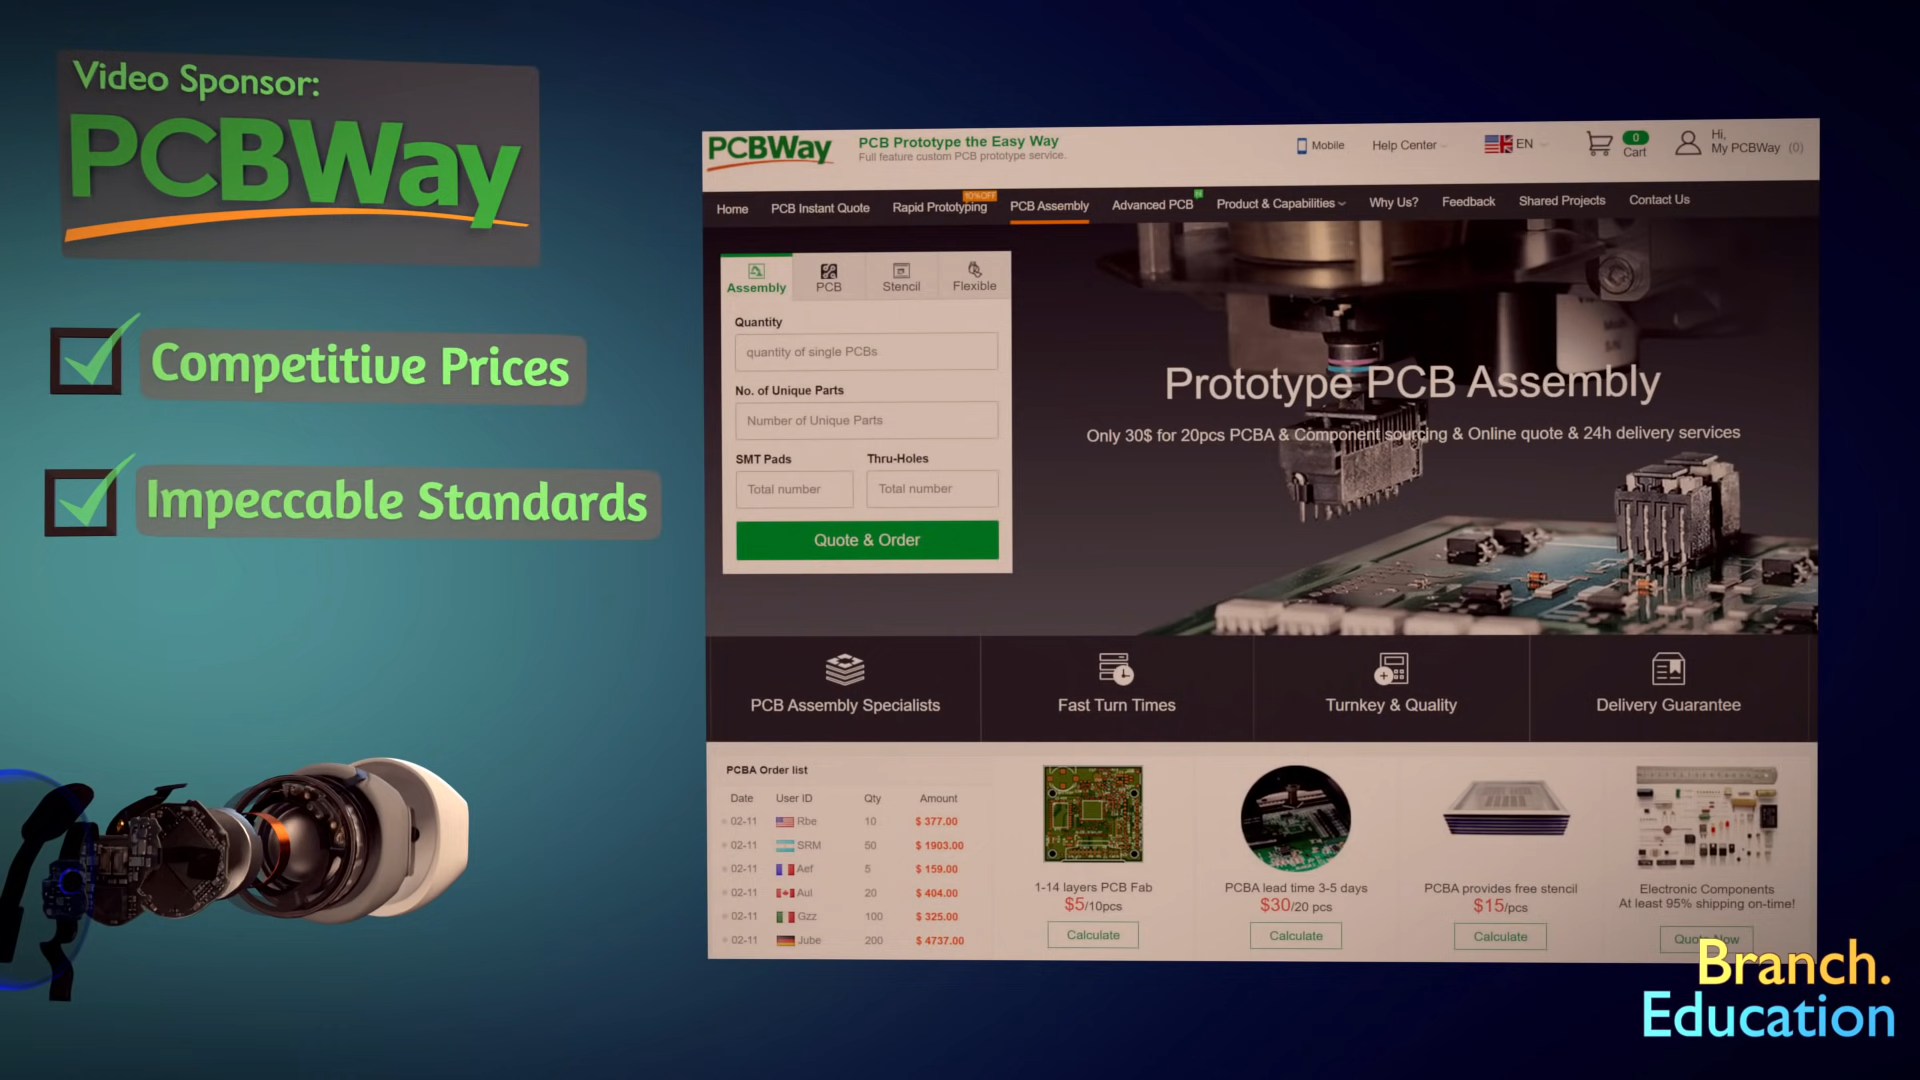 Video Sponsor:
PCBWay
Competitive Prices
Impeccable Standards
PCBWay
PCB Prototype the Easy Way
Full feature custom PCB prototype service.
Mobile
Help Center
EN
0
Cart
Hi,
My PCBWay (0)
Home
PCB Instant Quote
Rapid Prototyping
10%OFF
PCB Assembly
Advanced PCB
Product & Capabilities
Why Us?
Feedback
Shared Projects
Contact Us
Assembly
PCB
Stencil
Flexible
Quantity
quantity of single PCBs
No. of Unique Parts
Number of Unique Parts
SMT Pads
Thru-Holes
Total number
Total number
Quote & Order
Prototype PCB Assembly
Only 30$ for 20pcs PCBA & Component sourcing & Online quote & 24h delivery services
PCB Assembly Specialists
Fast Turn Times
Turnkey & Quality
Delivery Guarantee
PCBA Order list
Date User ID Qty Amount
02-11 Rbe 10 $ 377.00
02-11 SRM 50 $ 1903.00
02-11 Aef 5 $ 159.00
02-11 Aul 20 $ 404.00
02-11 Gzz 100 $ 325.00
02-11 Jube 200 $ 4737.00
1-14 layers PCB Fab
$5/10pcs
Calculate
PCBA lead time 3-5 days
$30/20 pcs
Calculate
PCBA provides free stencil
$15/pcs
Calculate
Electronic Components
At least 95% shipping on-time!
Quote Now
Branch.
Education